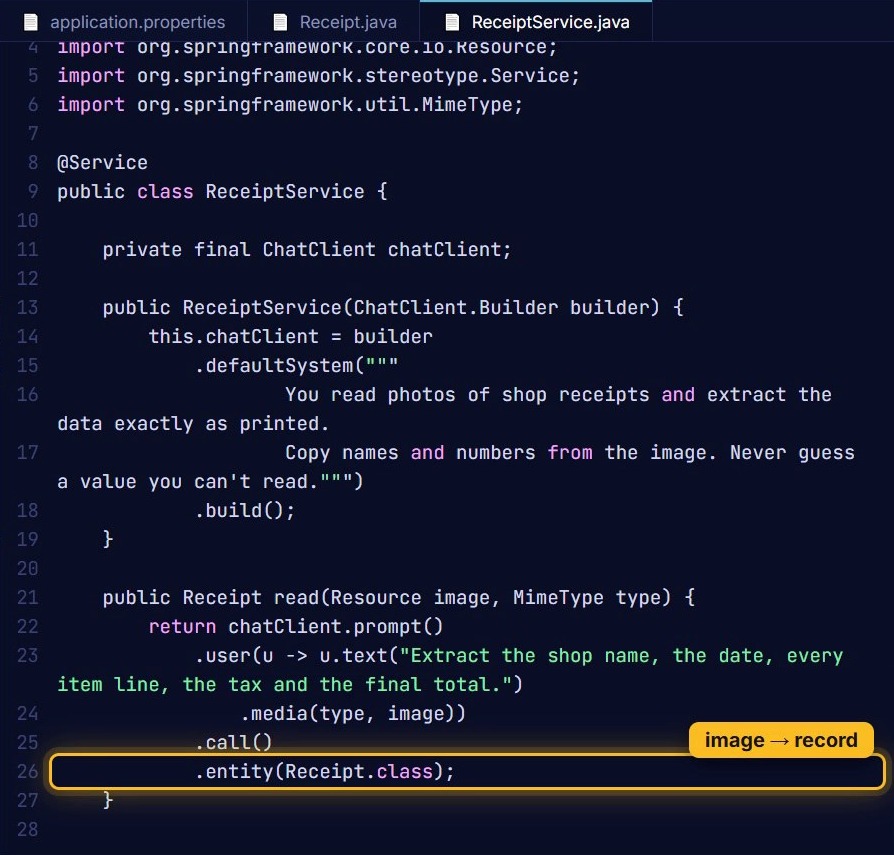 application.properties Receipt.java ReceiptService.java
4 import org.springframework.core.io.Resource;
5 import org.springframework.stereotype.Service;
6 import org.springframework.util.MimeType;
7
8 @Service
9 public class ReceiptService {
10
11     private final ChatClient chatClient;
12
13     public ReceiptService(ChatClient.Builder builder) {
14         this.chatClient = builder
15             .defaultSystem("""
16                     You read photos of shop receipts and extract the
data exactly as printed.
17                     Copy names and numbers from the image. Never guess
a value you can't read.""")
18             .build();
19     }
20
21     public Receipt read(Resource image, MimeType type) {
22         return chatClient.prompt()
23             .user(u -> u.text("Extract the shop name, the date, every
item line, the tax and the final total.")
24                 .media(type, image))
25             .call()
image → record
26             .entity(Receipt.class);
27     }
28